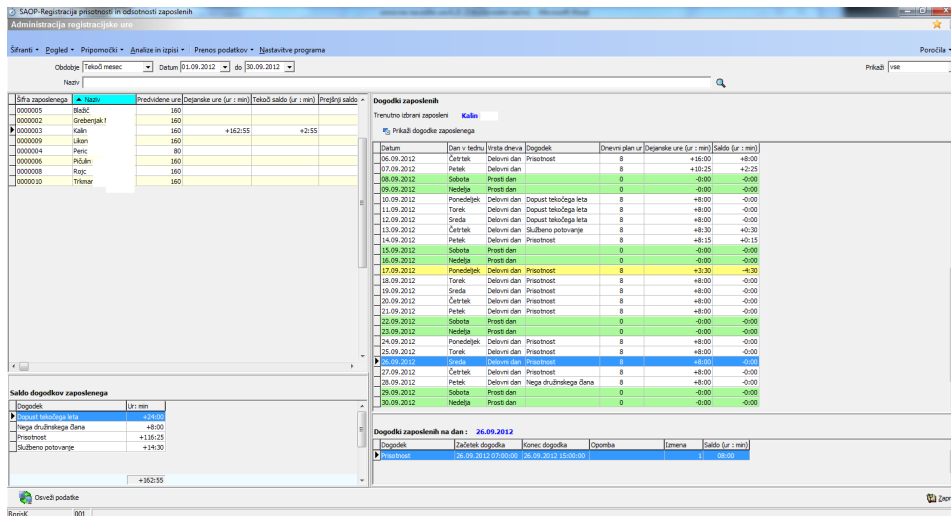 SAOP-Registracija prisotnosti in odsotnosti zaposlenih
Administracija registracijsko ure
Šifranti Pogled Pripomočki Analize in izpisi Prenos podatkov Nastavitve programa Poročila
Obdobje Tekoči mesec Datum 01.09.2012 do 30.09.2012 Prikaži vse
Naziv
Šifra zaposlenega Naziv Predvidene ure Dejanske ure (ur : min) Tekoči saldo (ur : min) Prejšnji saldo
0000005 Blažič 160
0000002 Grebenjak 160
0000003 Kalin 160 +162:55 +2:55
0000009 Likon 160
0000004 Peric 80
0000006 Pičulin 160
0000008 Rojc 160
0000010 Trkmar 160
Dogodki zaposlenih
Trenutno izbrani zaposleni Kalin
Prikaži dogodke zaposlenega
Datum Dan v tednu Vrsta dneva Dogodek Dnevni plan ur Dejanske ure (ur : min) Saldo (ur : min)
06.09.2012 Četrtek Delovni dan Prisotnost 8 +16:00 +8:00
07.09.2012 Petek Delovni dan 8 +10:25 +2:25
08.09.2012 Sobota Prosti dan 0 -0:00 -0:00
09.09.2012 Nedelja Prosti dan 0 -0:00 -0:00
10.09.2012 Ponedeljek Delovni dan Dopust tekočega leta 8 +8:00 -0:00
11.09.2012 Torek Delovni dan Dopust tekočega leta 8 +8:00 -0:00
12.09.2012 Sreda Delovni dan Dopust tekočega leta 8 +8:00 -0:00
13.09.2012 Četrtek Delovni dan Službeno potovanje 8 +8:30 +0:30
14.09.2012 Petek Delovni dan Prisotnost 8 +8:15 +0:15
15.09.2012 Sobota Prosti dan 0 -0:00 -0:00
16.09.2012 Nedelja Prosti dan 0 -0:00 -0:00
17.09.2012 Ponedeljek Delovni dan Prisotnost 8 +3:30 -4:30
18.09.2012 Torek Delovni dan Prisotnost 8 +8:00 -0:00
19.09.2012 Sreda Delovni dan Prisotnost 8 +8:00 -0:00
20.09.2012 Četrtek Delovni dan Prisotnost 8 +8:00 -0:00
21.09.2012 Petek Delovni dan Prisotnost 8 +8:00 -0:00
22.09.2012 Sobota Prosti dan 0 -0:00 -0:00
23.09.2012 Nedelja Prosti dan 0 -0:00 -0:00
24.09.2012 Ponedeljek Delovni dan Prisotnost 8 +8:00 -0:00
25.09.2012 Torek Delovni dan Prisotnost 8 +8:00 -0:00
26.09.2012 Sreda Delovni dan Prisotnost 8 +8:00 -0:00
27.09.2012 Četrtek Delovni dan Prisotnost 8 +8:00 -0:00
28.09.2012 Petek Delovni dan Nega družinskega člana 8 +8:00 -0:00
29.09.2012 Sobota Prosti dan 0 -0:00 -0:00
30.09.2012 Nedelja Prosti dan 0 -0:00 -0:00
Saldo dogodkov zaposlenega
Dogodek Ur: min
Dopust tekočega leta +24:00
Nega družinskega člana +8:00
Prisotnost +116:25
Službeno potovanje +14:30
+162:55
Dogodki zaposlenih na dan : 26.09.2012
Dogodek Začetek dogodka Konec dogodka Opomba Izmena Saldo (ur : min)
Prisotnost 26.09.2012 07:00:00 26.09.2012 15:00:00 1 08:00
Osveži podatke
BorisK 001